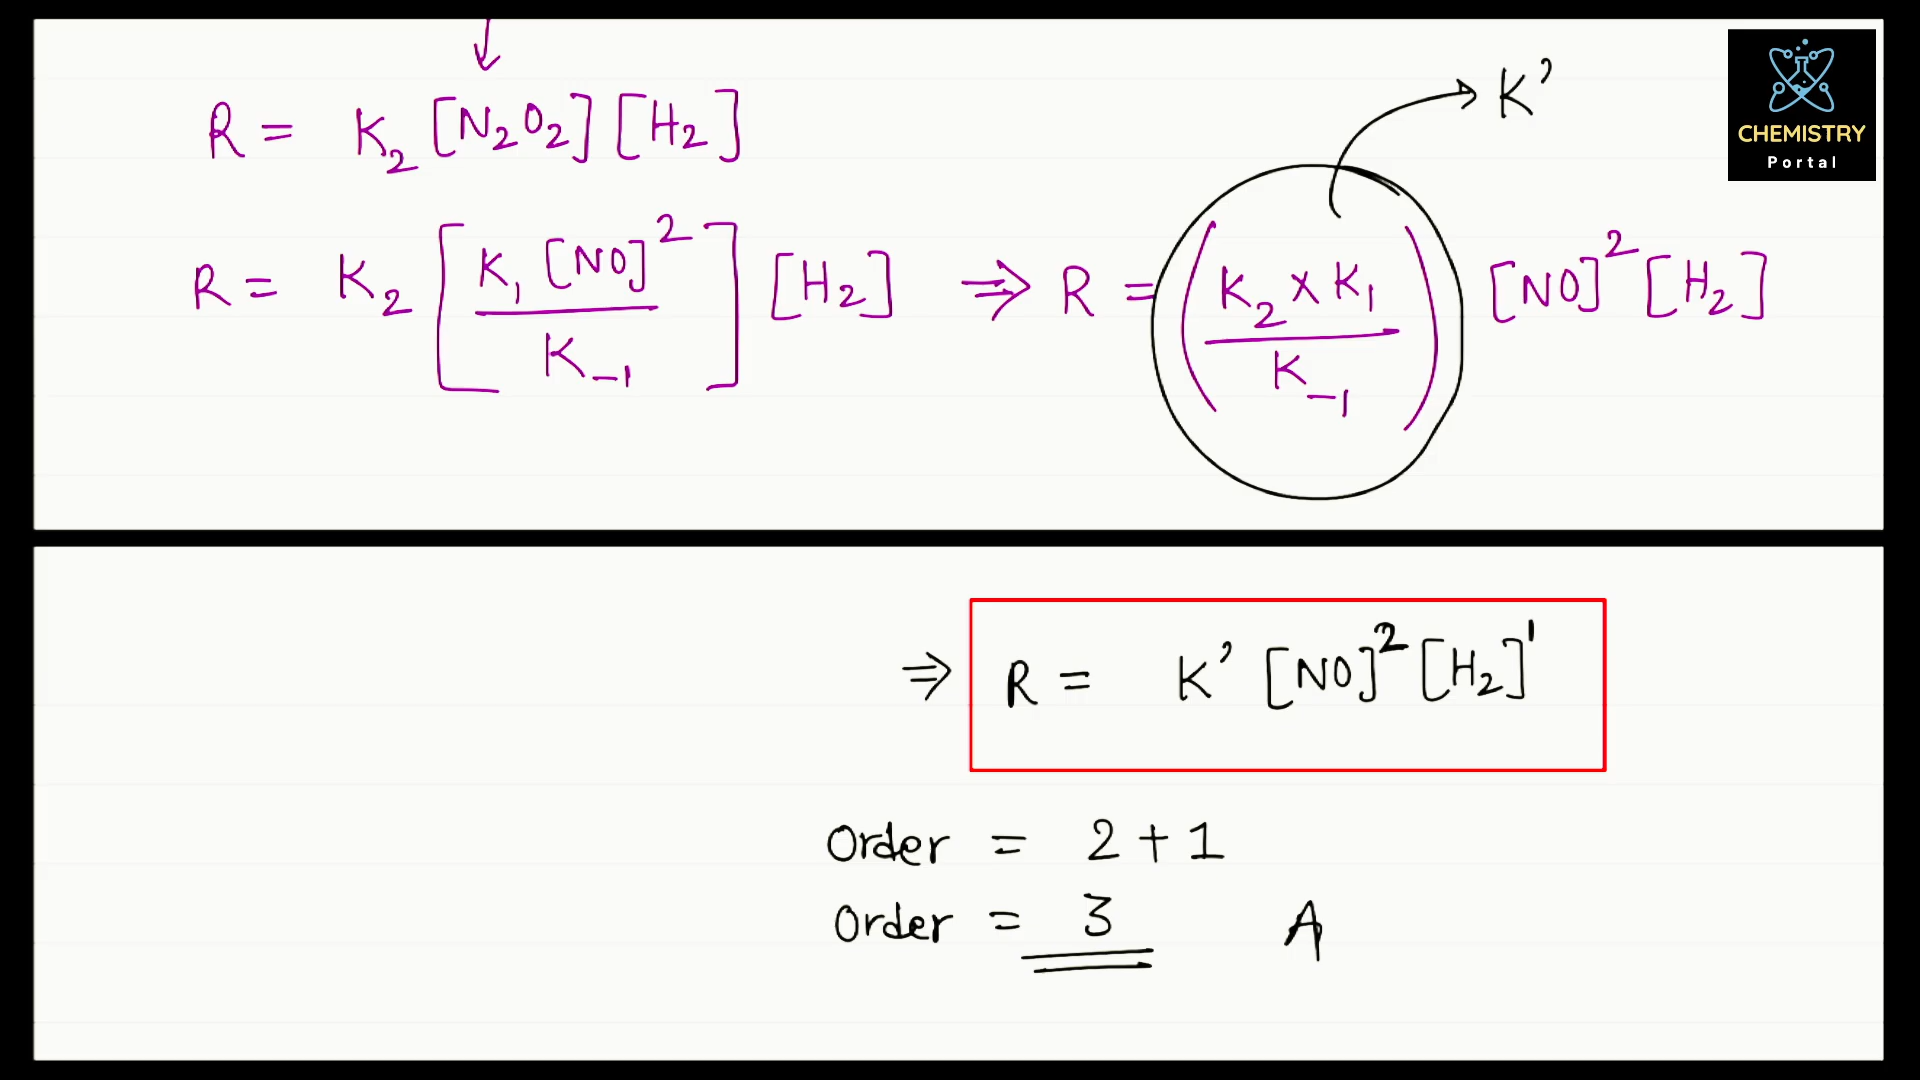 R = K₂ [N₂O₂] [H₂]
K’
CHEMISTRY
Portal
R = K₂ [K₁ [NO]² / K₋₁] [H₂] ⇒ R = (K₂ × K₁ / K₋₁) [NO]² [H₂]
⇒ R = K’ [NO]² [H₂]¹
Order = 2 + 1
Order = 3 A